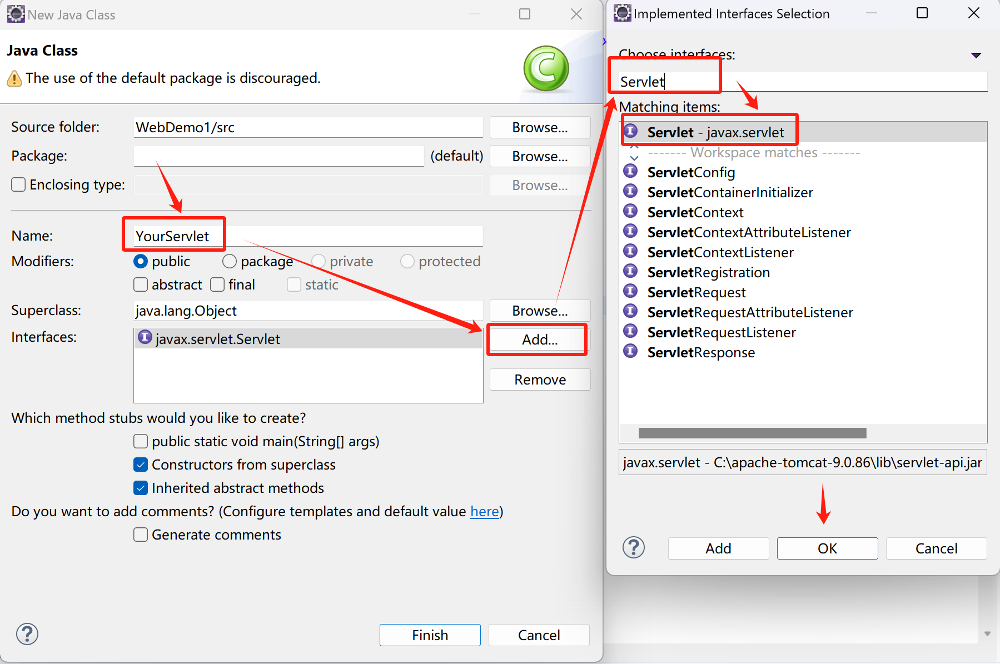 New Java Class
Java Class
The use of the default package is discouraged.
Source folder: WebDemo1/src Browse...
Package: (default) Browse...
Enclosing type: Browse...
Name: YourServlet
Modifiers: public package private protected
abstract final static
Superclass: java.lang.Object Browse...
Interfaces: javax.servlet.Servlet Add...
Remove
Which method stubs would you like to create?
public static void main(String[] args)
Constructors from superclass
Inherited abstract methods
Do you want to add comments? (Configure templates and default value here)
Generate comments
Finish Cancel
Implemented Interfaces Selection
Choose interfaces:
Servlet
Matching items:
Servlet - javax.servlet
------- Workspace matches -------
ServletConfig
ServletContainerInitializer
ServletContext
ServletContextAttributeListener
ServletContextListener
ServletRegistration
ServletRequest
ServletRequestAttributeListener
ServletRequestListener
ServletResponse
javax.servlet - C:\apache-tomcat-9.0.86\lib\servlet-api.jar
Add OK Cancel